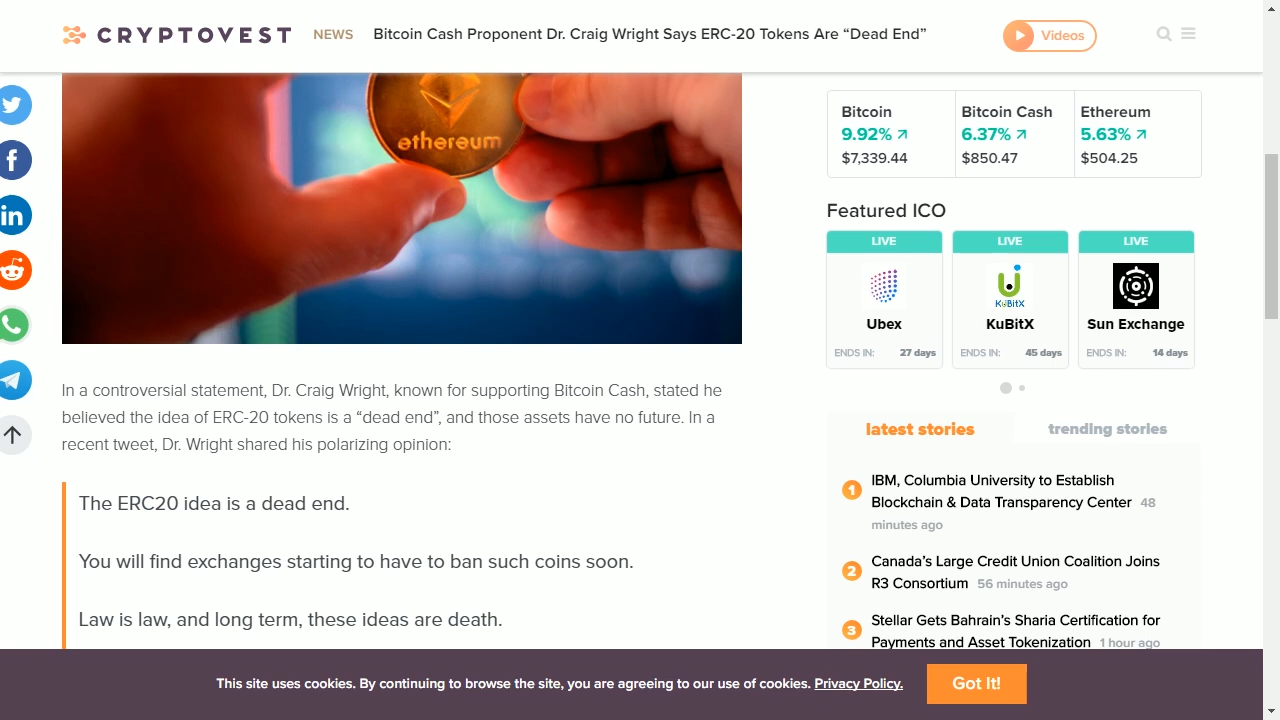 CRYPTOVEST
NEWS
Bitcoin Cash Proponent Dr. Craig Wright Says ERC-20 Tokens Are “Dead End”
Videos
ethereum
In a controversial statement, Dr. Craig Wright, known for supporting Bitcoin Cash, stated he
believed the idea of ERC-20 tokens is a “dead end”, and those assets have no future. In a
recent tweet, Dr. Wright shared his polarizing opinion:
The ERC20 idea is a dead end.
You will find exchanges starting to have to ban such coins soon.
Law is law, and long term, these ideas are death.
Bitcoin
9.92%
$7,339.44
Bitcoin Cash
6.37%
$850.47
Ethereum
5.63%
$504.25
Featured ICO
LIVE
Ubex
ENDS IN: 27 days
LIVE
KuBitX
KuBitX
ENDS IN: 45 days
LIVE
Sun Exchange
ENDS IN: 14 days
latest stories
trending stories
1
IBM, Columbia University to Establish
Blockchain & Data Transparency Center 48
minutes ago
2
Canada’s Large Credit Union Coalition Joins
R3 Consortium 56 minutes ago
3
Stellar Gets Bahrain’s Sharia Certification for
Payments and Asset Tokenization 1 hour ago
This site uses cookies. By continuing to browse the site, you are agreeing to our use of cookies. Privacy Policy.
Got It!